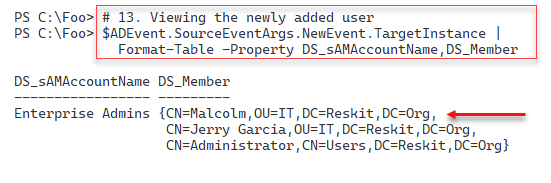 PS C:\Foo> # 13. Viewing the newly added user
PS C:\Foo> $ADEvent.SourceEventArgs.NewEvent.TargetInstance |
Format-Table -Property DS_sAMAccountName,DS_Member
DS_sAMAccountName DS_Member
----------------- ---------
Enterprise Admins {CN=Malcolm,OU=IT,DC=Reskit,DC=Org,
CN=Jerry Garcia,OU=IT,DC=Reskit,DC=Org,
CN=Administrator,CN=Users,DC=Reskit,DC=Org}